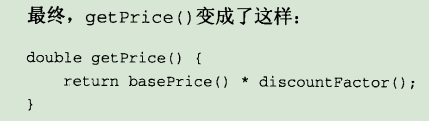 最终，getPrice()变成了这样：
double getPrice() {
    return basePrice() * discountFactor();
}